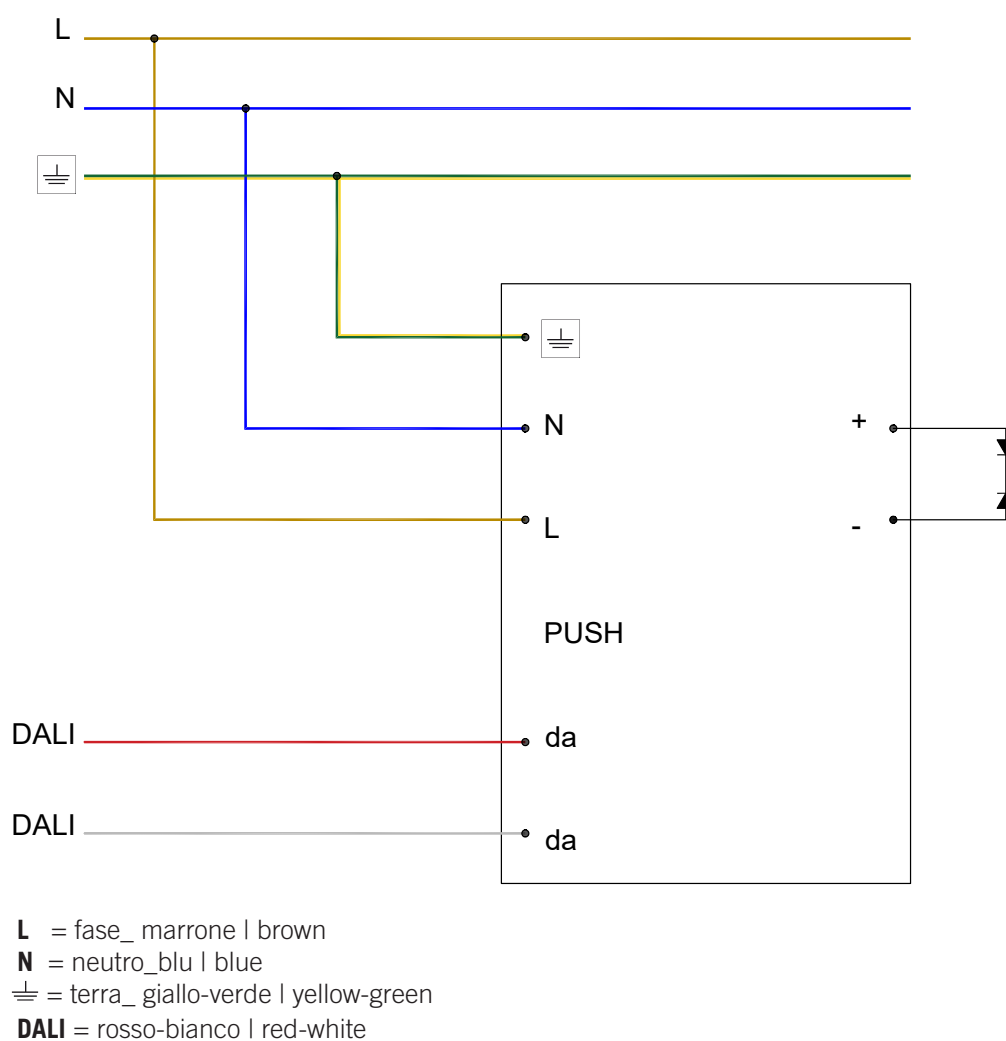 L
N
N
+
L
-
PUSH
DALI
da
DALI
da
L = fase_ marrone | brown
N = neutro_blu | blue
⏚ = terra_ giallo-verde | yellow-green
DALI = rosso-bianco | red-white